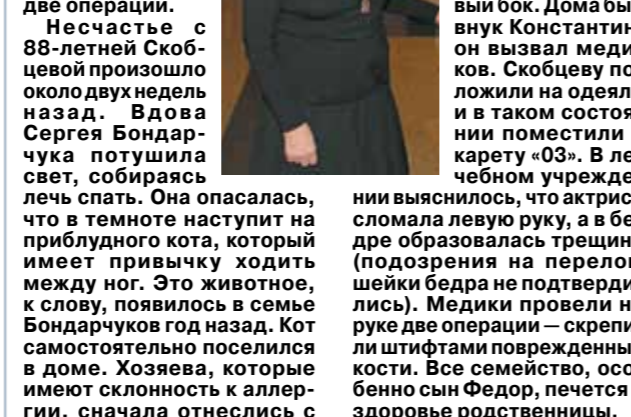 две операции.
Несчастье с
88-летней Скоб-
цевой произошло
около двух недель
назад. Вдова
Сергея Бондар-
чука потушила
свет, собираясь
лечь спать. Она опасалась,
что в темноте наступит на
приблудного кота, который
имеет привычку ходить
между ног. Это животное,
к слову, появилось в семье
Бондарчуков год назад. Кот
самостоятельно поселился
в доме. Хозяева, которые
имеют склонность к аллер-
гии, сначала отнеслись с
вый бок. Дома бы
внук Константин
он вызвал меди
ков. Скобцеву по
ложили на одеял
и в таком состоя
нии поместили
карету «03». В ле
чебном учрежде
нии выяснилось, что актрис
сломала левую руку, а в бе
дре образовалась трещин
(подозрения на перелом
шейки бедра не подтверди
лись). Медики провели н
руке две операции — скрепи
ли штифтами поврежденны
кости. Все семейство, осо
бенно сын Федор, печется
здоровье родственницы.